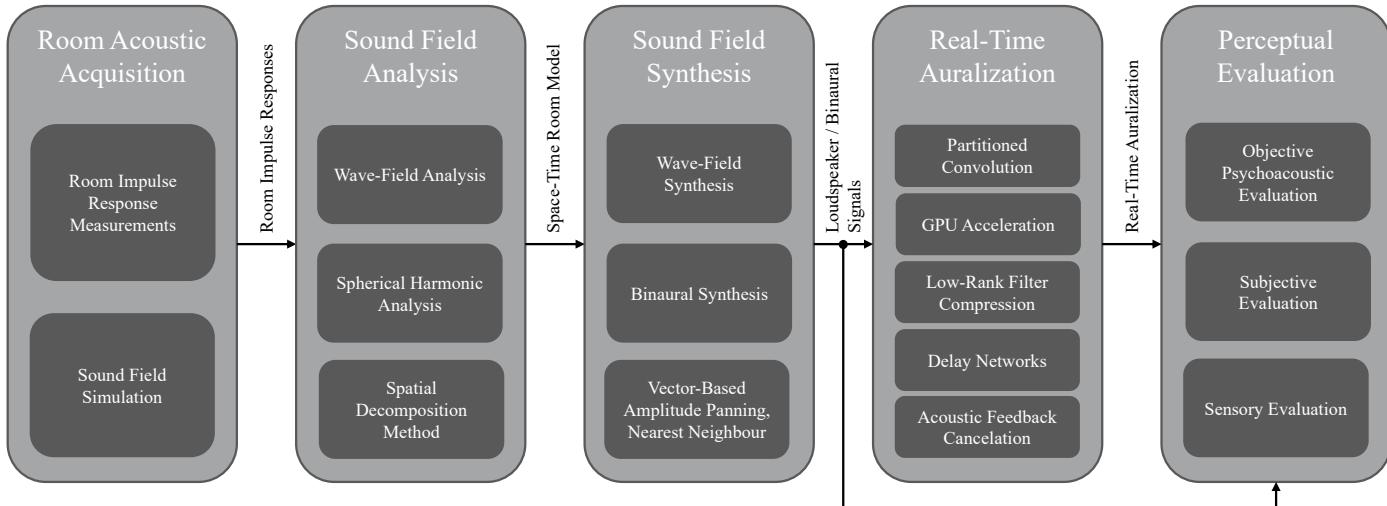 Room Acoustic
Acquisition
Room Impulse
Response
Measurements
Sound Field
Simulation
Room Impulse Responses
Sound Field
Analysis
Wave-Field Analysis
Spherical Harmonic
Analysis
Spatial
Decomposition
Method
Space-Time Room Model
Sound Field
Synthesis
Wave-Field
Synthesis
Binaural Synthesis
Vector-Based
Amplitude Panning,
Nearest Neighbour
Loudspeaker / Binaural
Signals
Real-Time
Auralization
Partitioned
Convolution
GPU Acceleration
Low-Rank Filter
Compression
Delay Networks
Acoustic Feedback
Cancelation
Real-Time Auralization
Perceptual
Evaluation
Objective
Psychoacoustic
Evaluation
Subjective
Evaluation
Sensory Evaluation